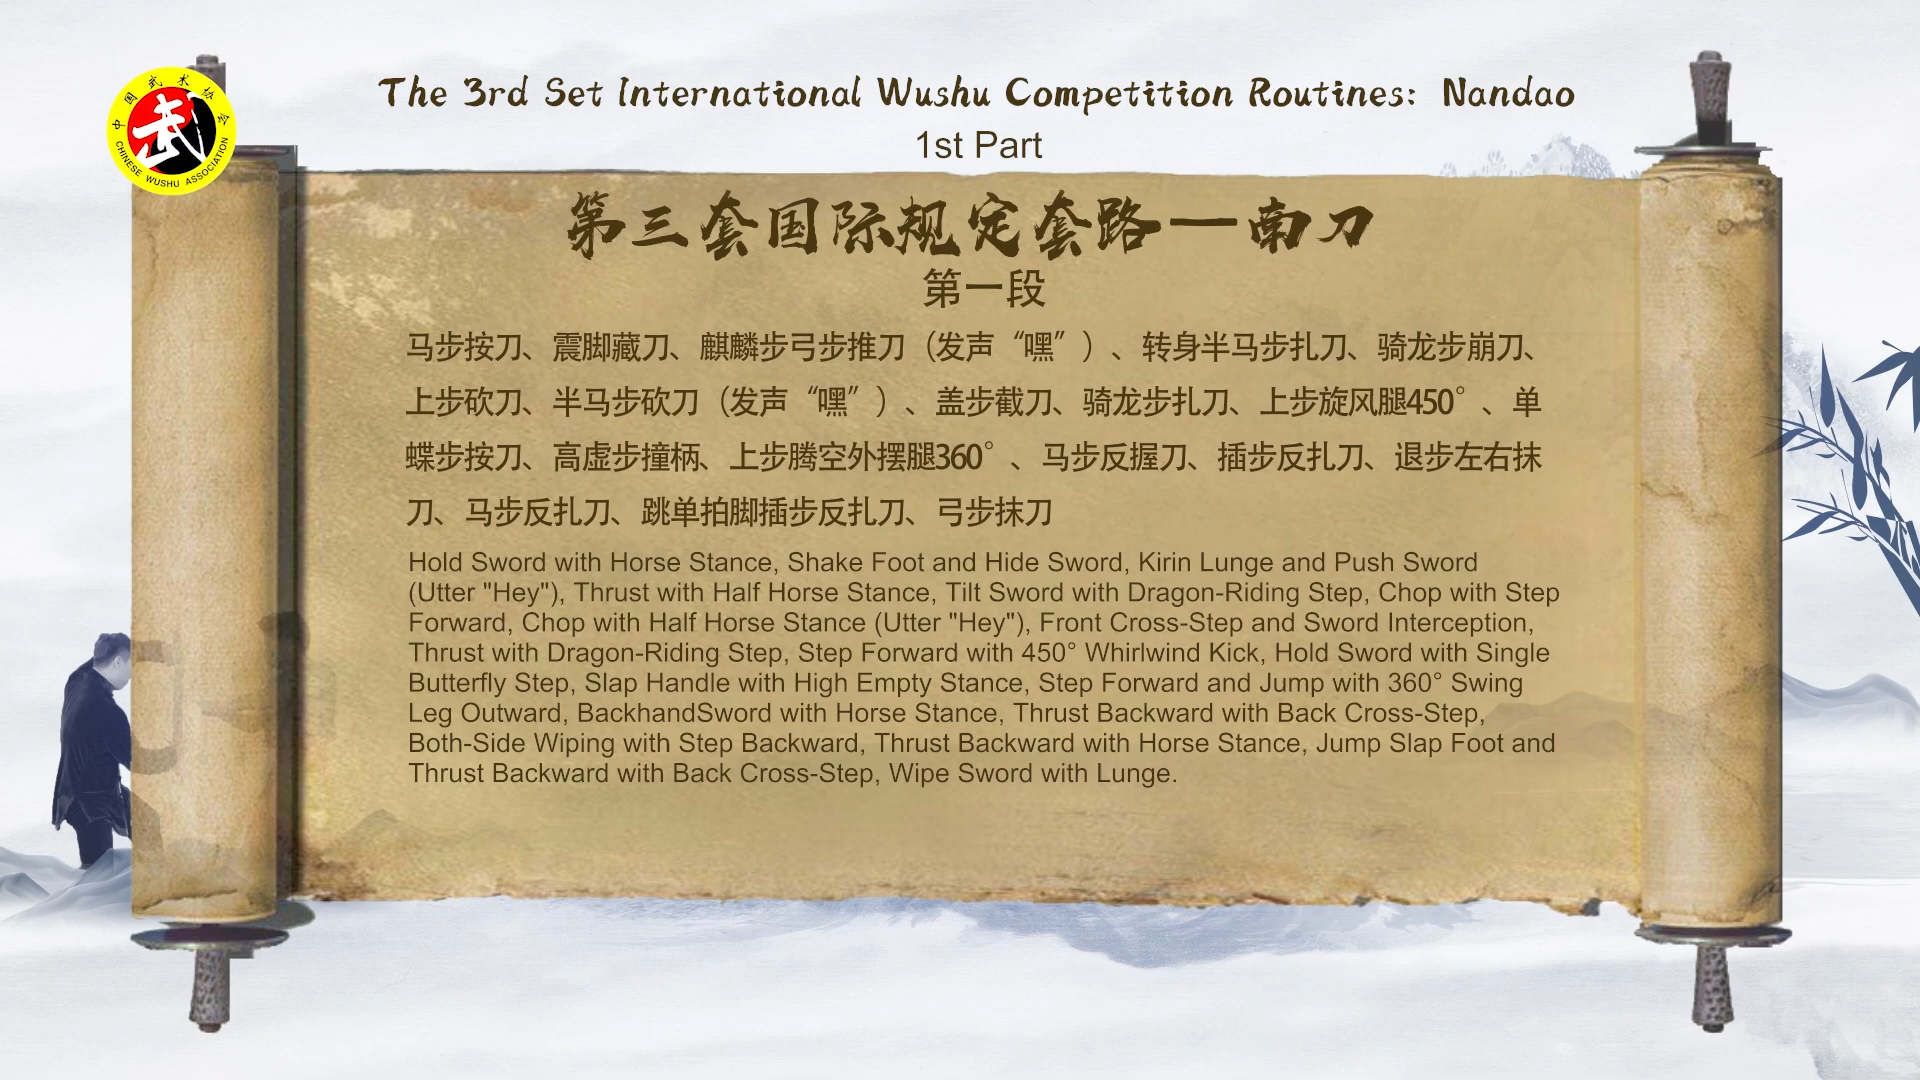 中国武术协会
武
CHINESE WUSHU ASSOCIATION
The 3rd Set International Wushu Competition Routines: Nandao
1st Part
第三套国际规定套路一南刀
第一段
马步按刀、震脚藏刀、麒麟步弓步推刀（发声“嘿”）、转身半马步扎刀、骑龙步崩刀、
上步砍刀、半马步砍刀（发声“嘿”）、盖步截刀、骑龙步扎刀、上步旋风腿450°、单
蝶步按刀、高虚步撞柄、上步腾空外摆腿360°、马步反握刀、插步反扎刀、退步左右抹
刀、马步反扎刀、跳单拍脚插步反扎刀、弓步抹刀
Hold Sword with Horse Stance, Shake Foot and Hide Sword, Kirin Lunge and Push Sword
(Utter "Hey"), Thrust with Half Horse Stance, Tilt Sword with Dragon-Riding Step, Chop with Step
Forward, Chop with Half Horse Stance (Utter "Hey"), Front Cross-Step and Sword Interception,
Thrust with Dragon-Riding Step, Step Forward with 450° Whirlwind Kick, Hold Sword with Single
Butterfly Step, Slap Handle with High Empty Stance, Step Forward and Jump with 360° Swing
Leg Outward, BackhandSword with Horse Stance, Thrust Backward with Back Cross-Step,
Both-Side Wiping with Step Backward, Thrust Backward with Horse Stance, Jump Slap Foot and
Thrust Backward with Back Cross-Step, Wipe Sword with Lunge.